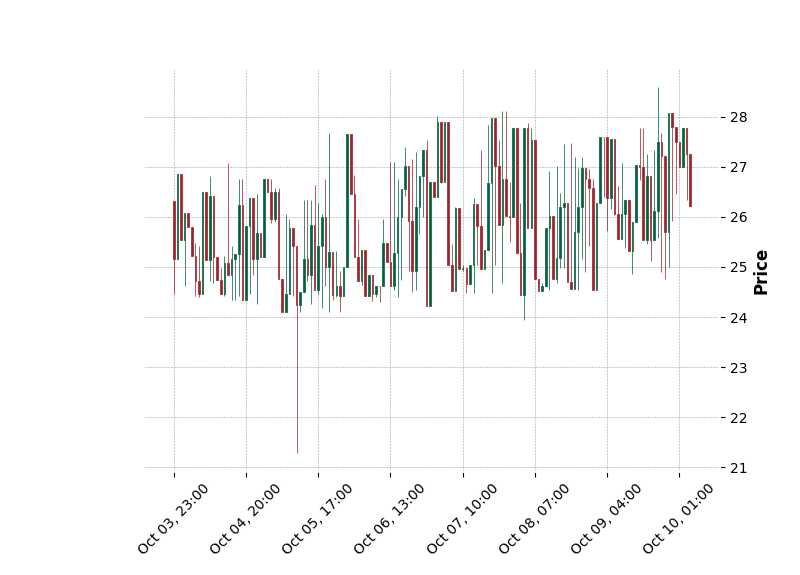 28
27
26
25
24
23
22
21
Price
Oct 03, 23:00
Oct 04, 20:00
Oct 05, 17:00
Oct 06, 13:00
Oct 07, 10:00
Oct 08, 07:00
Oct 09, 04:00
Oct 10, 01:00